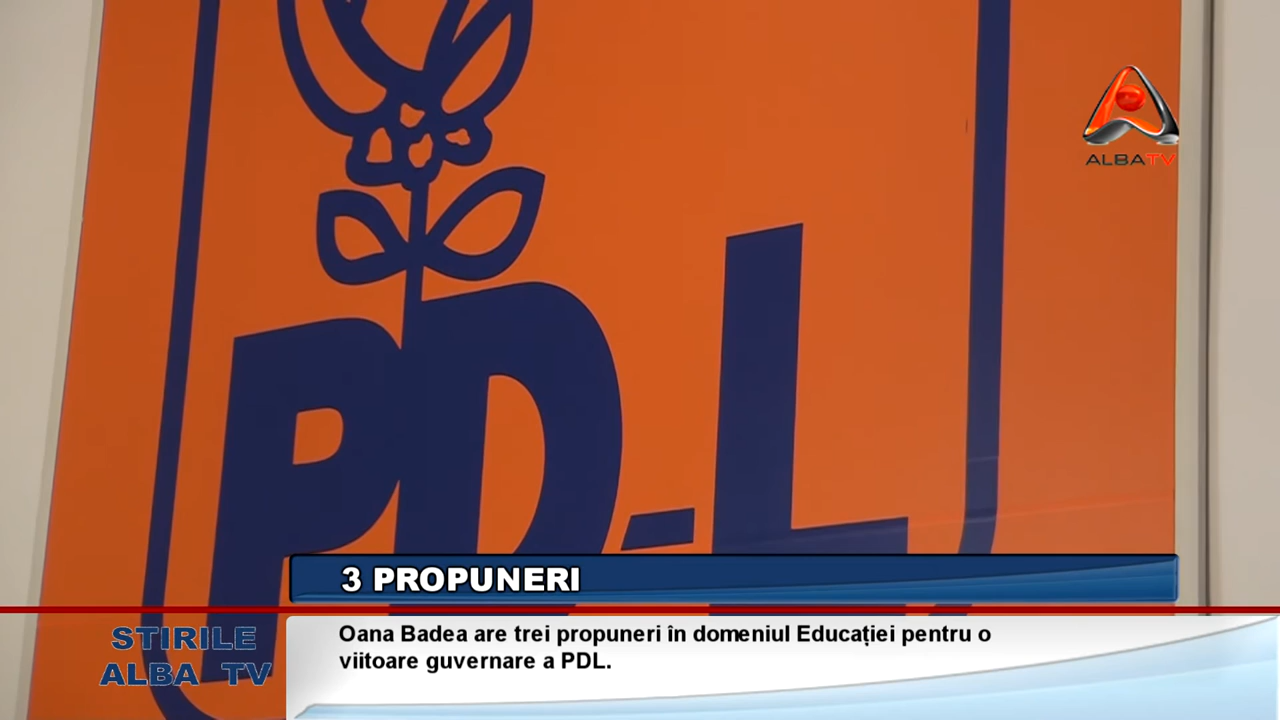 ALBATV
PD-L
3 PROPUNERI
STIRILE
ALBA TV
Oana Badea are trei propuneri în domeniul Educației pentru o
viitoare guvernare a PDL.